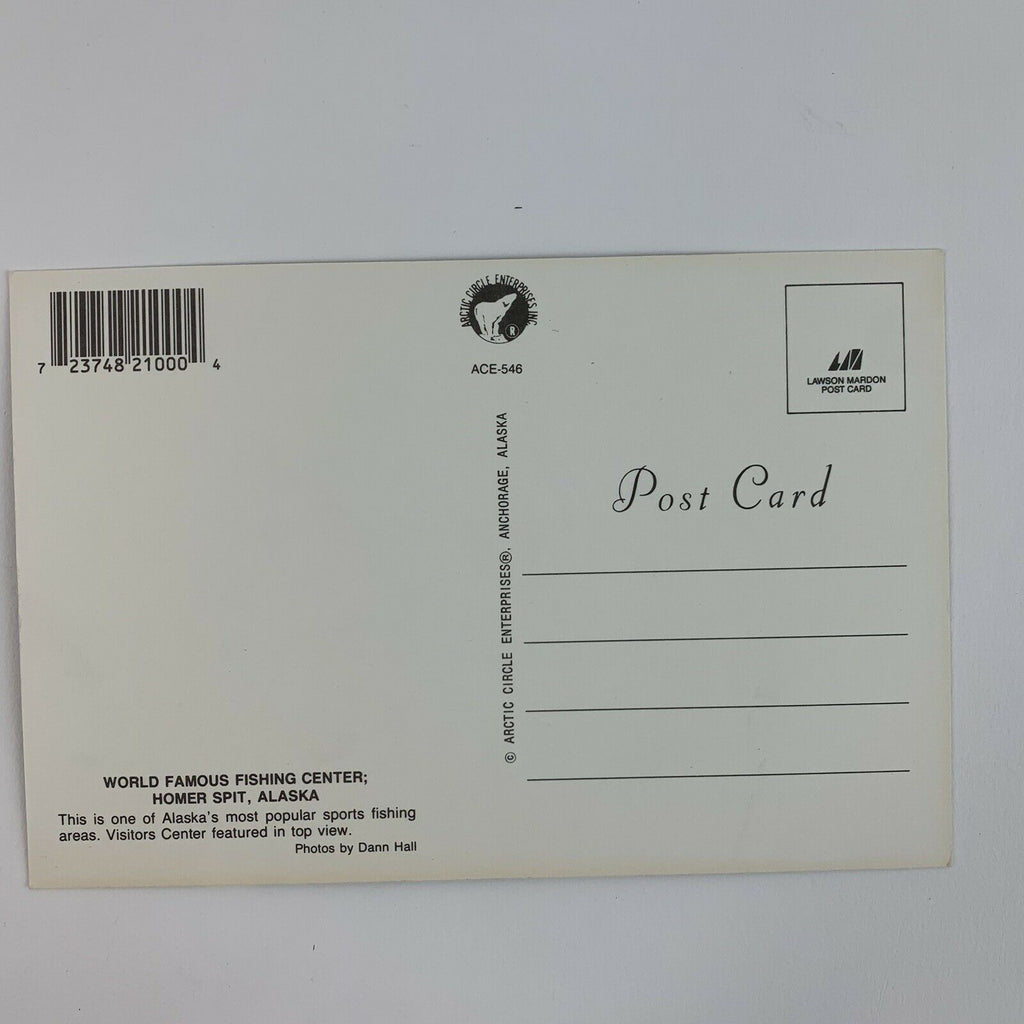 7 23748 21000 4
ARCTIC CIRCLE ENTERPRISES INC.
®
ACE-546
LAWSON MARDON
POST CARD
Post Card
© ARCTIC CIRCLE ENTERPRISES®, ANCHORAGE, ALASKA
WORLD FAMOUS FISHING CENTER;
HOMER SPIT, ALASKA
This is one of Alaska's most popular sports fishing
areas. Visitors Center featured in top view.
Photos by Dann Hall